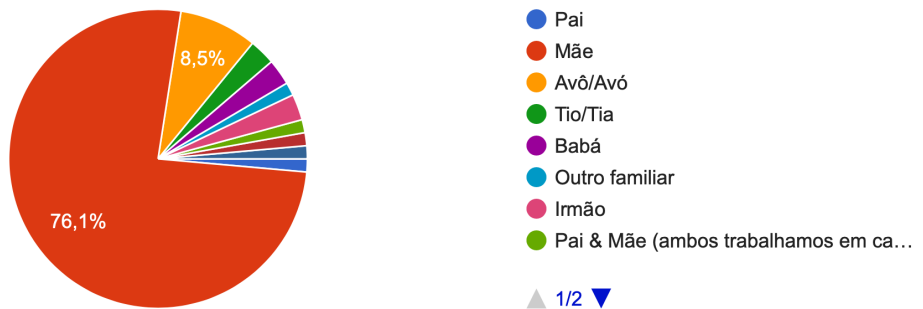 8,5%
76,1%
Pai
Mãe
Avô/Avó
Tio/Tia
Babá
Outro familiar
Irmão
Pai & Mãe (ambos trabalhamos em ca…
1/2